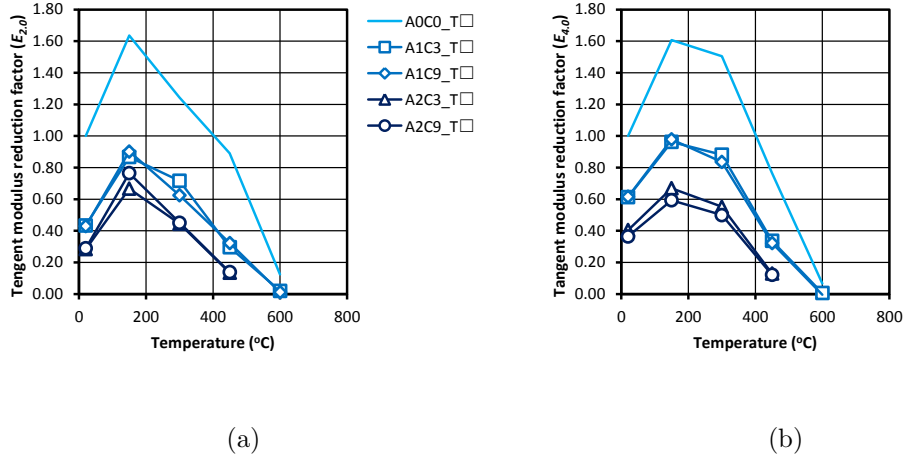 Tengent modulus reduction factor (E2.0)
1.80
1.60
1.40
1.20
1.00
0.80
0.60
0.40
0.20
0.00
0 200 400 600 800
Temperature (ºC)
A0C0_T□
A1C3_T□
A1C9_T□
A2C3_T□
A2C9_T□
Tangent modulus reduction factor (E4.0)
1.80
1.60
1.40
1.20
1.00
0.80
0.60
0.40
0.20
0.00
0 200 400 600 800
Temperature (ºC)
(a)
(b)